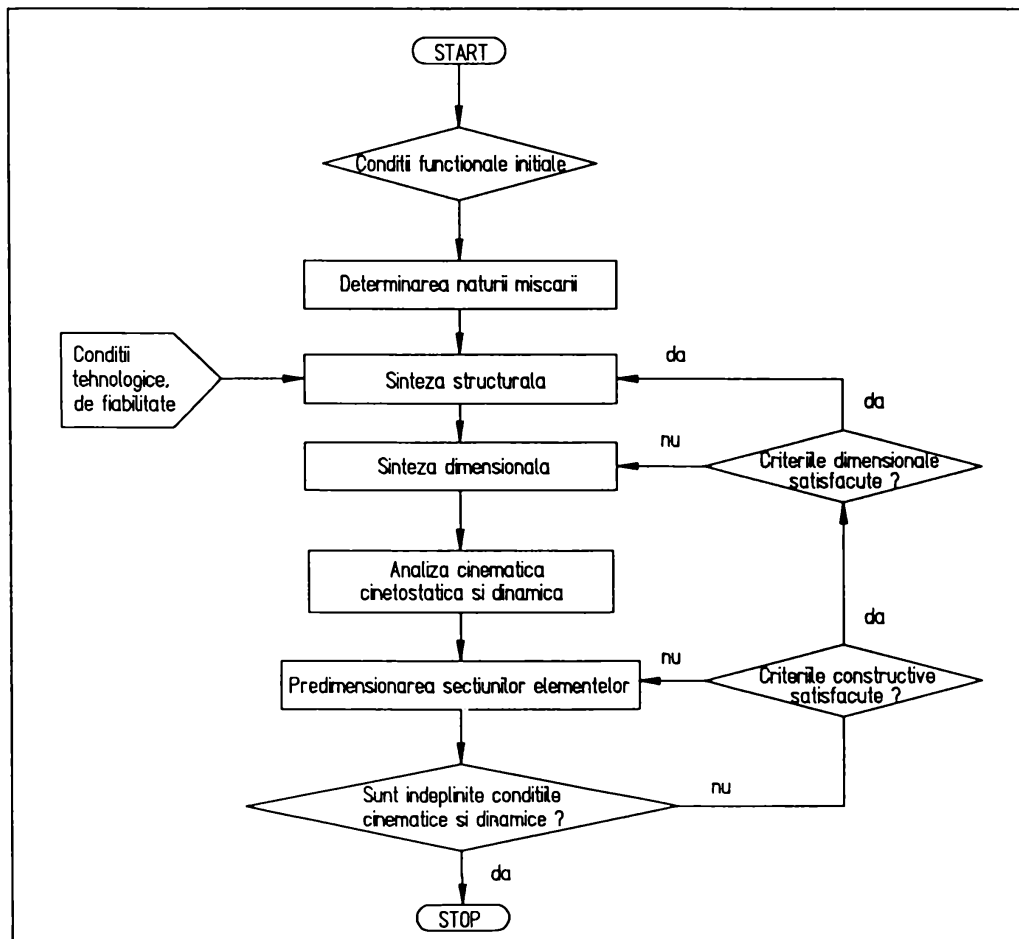 START
Conditii functionale initiale
Determinarea naturii miscarii
Conditii
tehnologice,
de fiabilitate
Sinteza structurala
da
da
Sinteza dimensionala
nu
Criteriile dimensionale
satisfacute ?
Analiza cinematica
cinetostatica si dinamica
da
Predimensionarea sectiunilor elementelor
nu
Criteriile constructive
satisfacute ?
Sunt indeplinite conditiile
cinematice si dinamice ?
nu
da
STOP